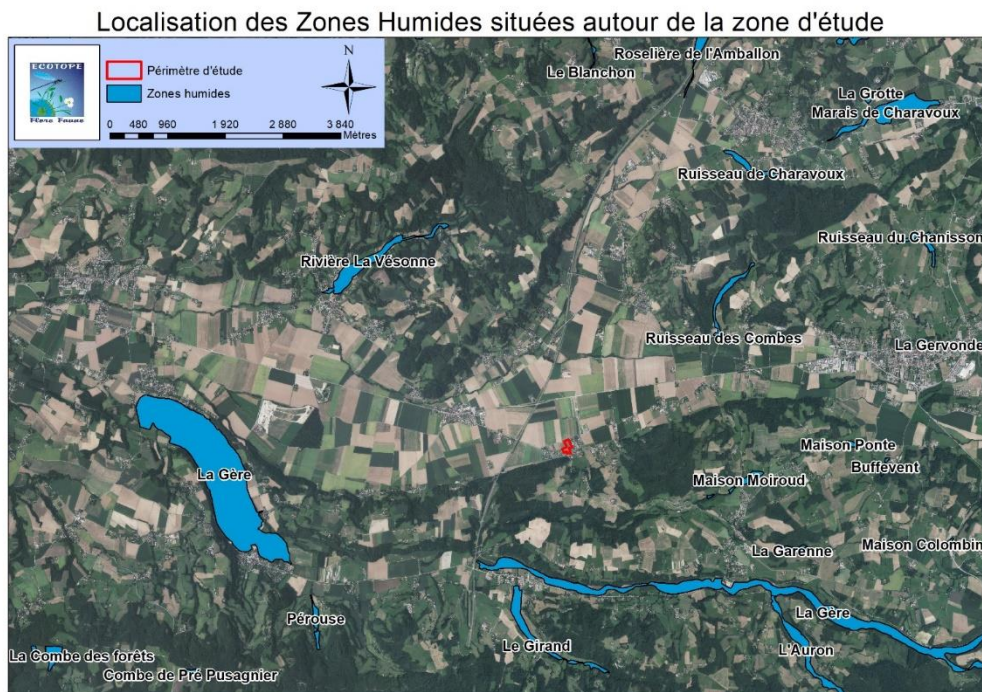 Localisation des Zones Humides situées autour de la zone d'étude
ECOTOPE
Flore Faune
Périmètre d'étude
Zones humides
N
0 480 960 1 920 2 880 3 840
Mètres
Roselière de l'Amballon
Le Blanchon
La Grotte
Marais de Charavoux
Ruisseau de Charavoux
Ruisseau du Chanisson
Rivière La Vésonne
Ruisseau des Combes
La Gervonde
Maison Ponte
Buffevent
La Gère
Maison Moiroud
Maison Colombin
La Garenne
Pérouse
La Gère
Le Girand
L'Auron
La Combe des forêts
Combe de Pré Pusagnier